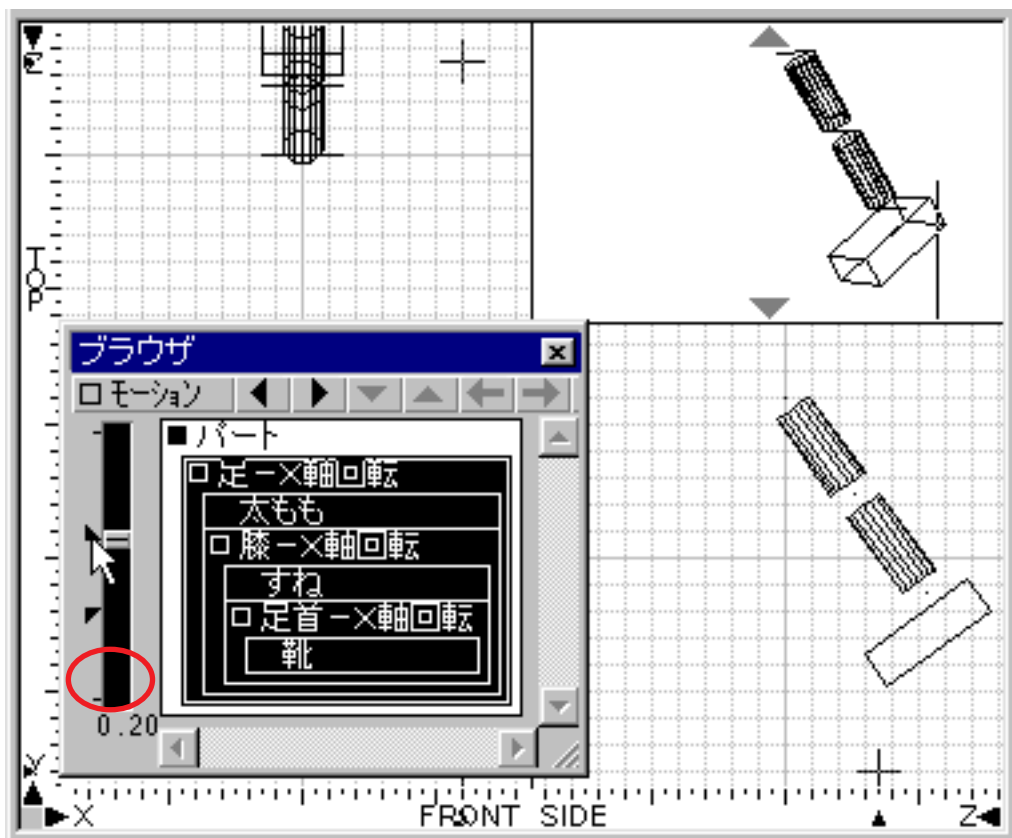 Z
TOP
ブラウザ
モーション
パート
足－X軸回転
太もも
膝－X軸回転
すね
足首－X軸回転
靴
0.20
Y
X
FRONT SIDE
Z